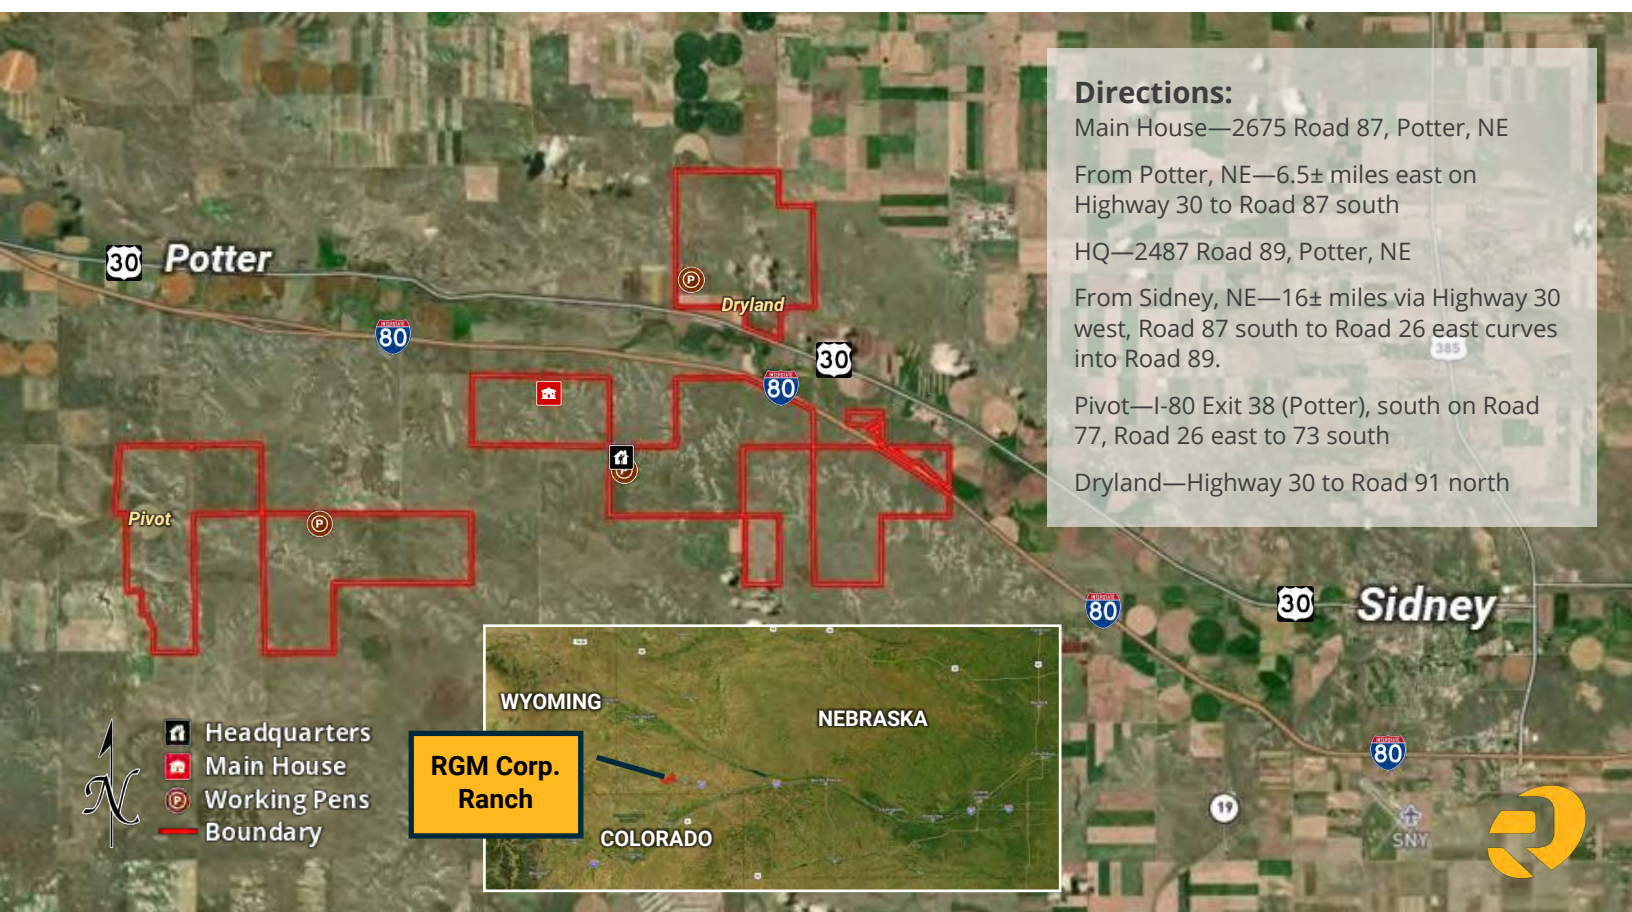 Directions:
Main House—2675 Road 87, Potter, NE
From Potter, NE—6.5± miles east on
Highway 30 to Road 87 south
HQ—2487 Road 89, Potter, NE
From Sidney, NE—16± miles via Highway 30
west, Road 87 south to Road 26 east curves
into Road 89.
Pivot—I-80 Exit 38 (Potter), south on Road
77, Road 26 east to 73 south
Dryland—Highway 30 to Road 91 north
385
30
Potter
P
Dryland
INTERSTATE
80
30
INTERSTATE
80
P
Pivot
P
INTERSTATE
80
30
Sidney
INTERSTATE
80
19
SNY
N
Headquarters
Main House
P
Working Pens
Boundary
WYOMING
NEBRASKA
RGM Corp.
Ranch
COLORADO